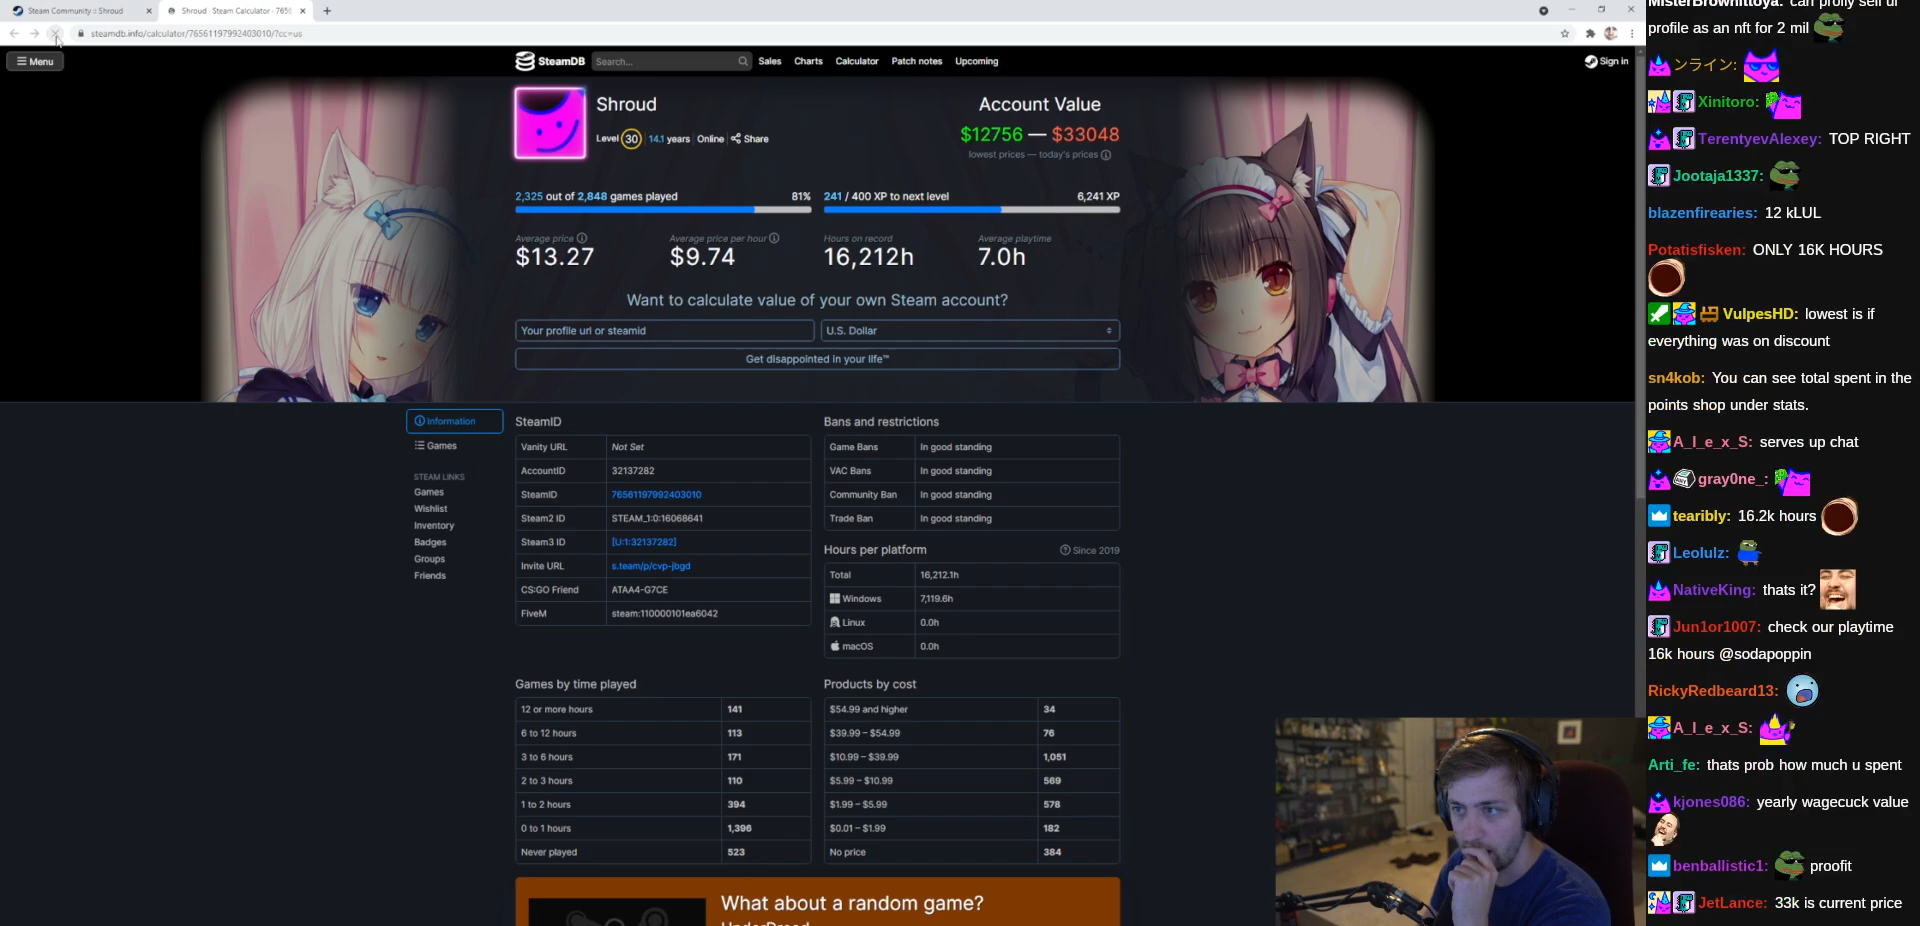 Steam Community :: Shroud
Shroud · Steam Calculator · 7656
steamdb.info/calculator/76561197992403010/?cc=us
Menu
SteamDB
Search...
Sales
Charts
Calculator
Patch notes
Upcoming
Sign in
Shroud
Level 30 14.1 years Online Share
Account Value
$12756 — $33048
lowest prices — today's prices
2,325 out of 2,848 games played 81%
241 / 400 XP to next level 6,241 XP
Average price
$13.27
Average price per hour
$9.74
Hours on record
16,212h
Average playtime
7.0h
Want to calculate value of your own Steam account?
Your profile url or steamid
U.S. Dollar
Get disappointed in your life™
Information
Games
STEAM LINKS
Games
Wishlist
Inventory
Badges
Groups
Friends
SteamID
Vanity URL Not Set
AccountID 32137282
SteamID 76561197992403010
Steam2 ID STEAM_1:0:16068641
Steam3 ID [U:1:32137282]
Invite URL s.team/p/cvp-jbgd
CS:GO Friend ATAA4-G7CE
FiveM steam:110000101ea6042
Bans and restrictions
Game Bans In good standing
VAC Bans In good standing
Community Ban In good standing
Trade Ban In good standing
Hours per platform Since 2019
Total 16,212.1h
Windows 7,119.6h
Linux 0.0h
macOS 0.0h
Games by time played
12 or more hours 141
6 to 12 hours 113
3 to 6 hours 171
2 to 3 hours 110
1 to 2 hours 394
0 to 1 hours 1,396
Never played 523
Products by cost
$54.99 and higher 34
$39.99 – $54.99 76
$10.99 – $39.99 1,051
$5.99 – $10.99 569
$1.99 – $5.99 578
$0.01 – $1.99 182
No price 384
What about a random game?
UnderDread
can prolly sell ur
profile as an nft for 2 mil
ンライン:
Xinitoro:
TerentyevAlexey: TOP RIGHT
Jootaja1337:
blazenfirearies: 12 kLUL
Potatisfisken: ONLY 16K HOURS
VulpesHD: lowest is if
everything was on discount
sn4kob: You can see total spent in the
points shop under stats.
A_l_e_x_S: serves up chat
gray0ne_:
tearibly: 16.2k hours
Leolulz:
NativeKing: thats it?
Jun1or1007: check our playtime
16k hours @sodapoppin
RickyRedbeard13:
A_l_e_x_S:
Arti_fe: thats prob how much u spent
kjones086: yearly wagecuck value
benballistic1: proofit
JetLance: 33k is current price